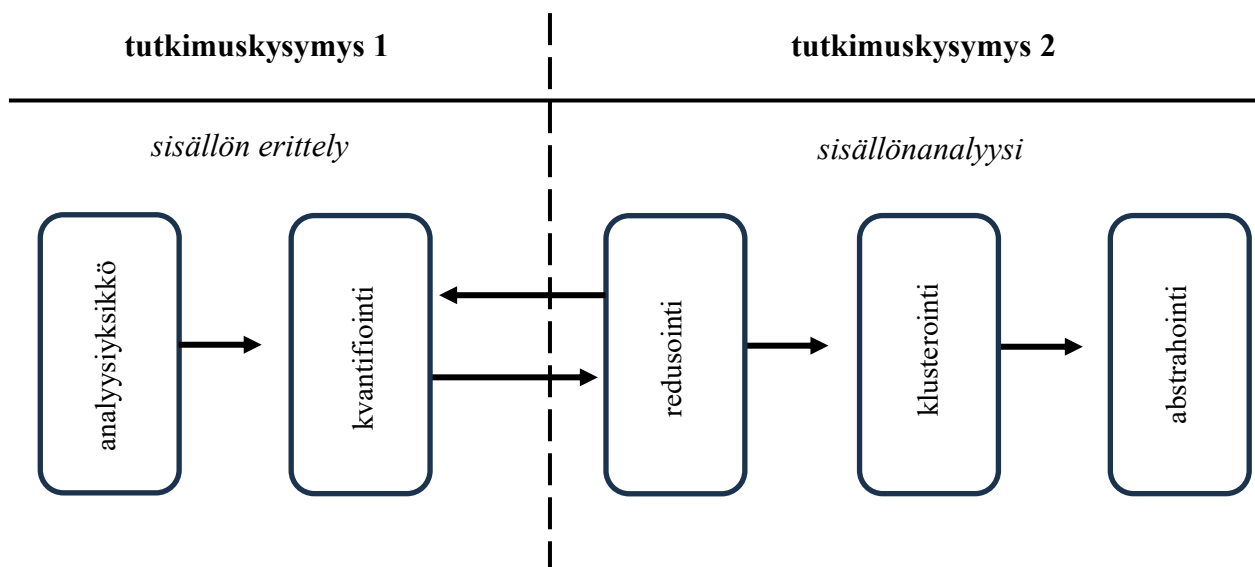 tutkimuskysymys 1
tutkimuskysymys 2
sisällön erittely
sisällönanalyysi
analyysiyksikkö
kvantifiointi
redusointi
klusterointi
abstrahointi